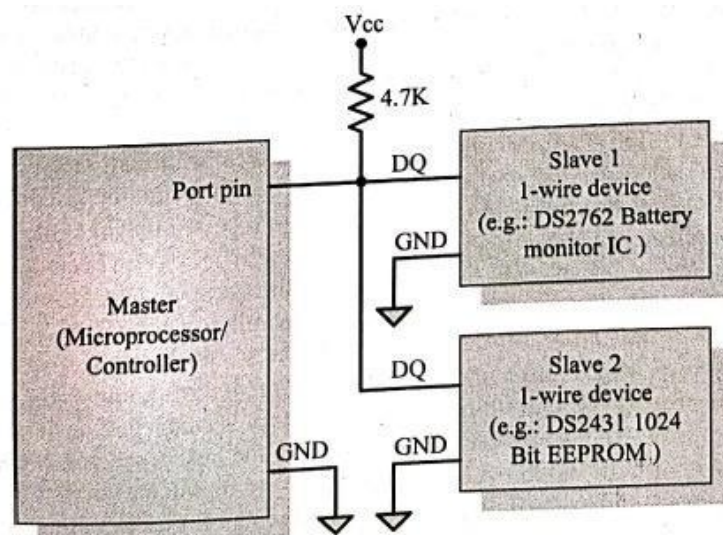 Vcc
4.7K
Port pin
DQ
Slave 1
1-wire device
(e.g.: DS2762 Battery
monitor IC )
GND
Master
(Microprocessor/
Controller)
DQ
Slave 2
1-wire device
(e.g.: DS2431 1024
Bit EEPROM )
GND
GND